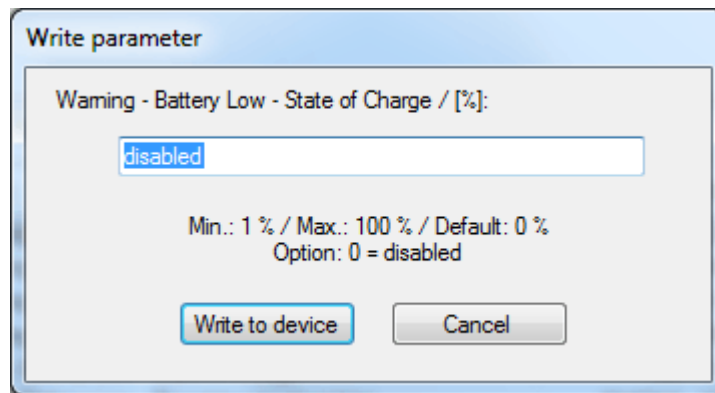 Write parameter
Warning - Battery Low - State of Charge / [%]:
disabled
Min.: 1 % / Max.: 100 % / Default: 0 %
Option: 0 = disabled
Write to device
Cancel